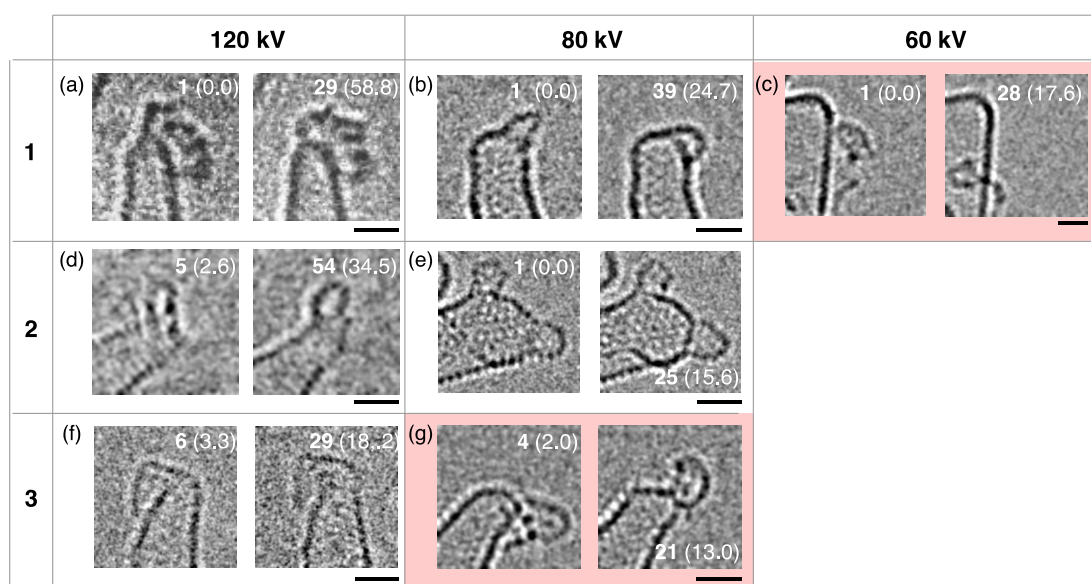 120 kV
80 kV
60 kV
1
(a)
1 (0.0)
29 (58.8)
(b)
1 (0.0)
39 (24.7)
(c)
1 (0.0)
28 (17.6)
2
(d)
5 (2.6)
54 (34.5)
(e)
1 (0.0)
25 (15.6)
3
(f)
6 (3.3)
29 (18,.2)
(g)
4 (2.0)
21 (13.0)